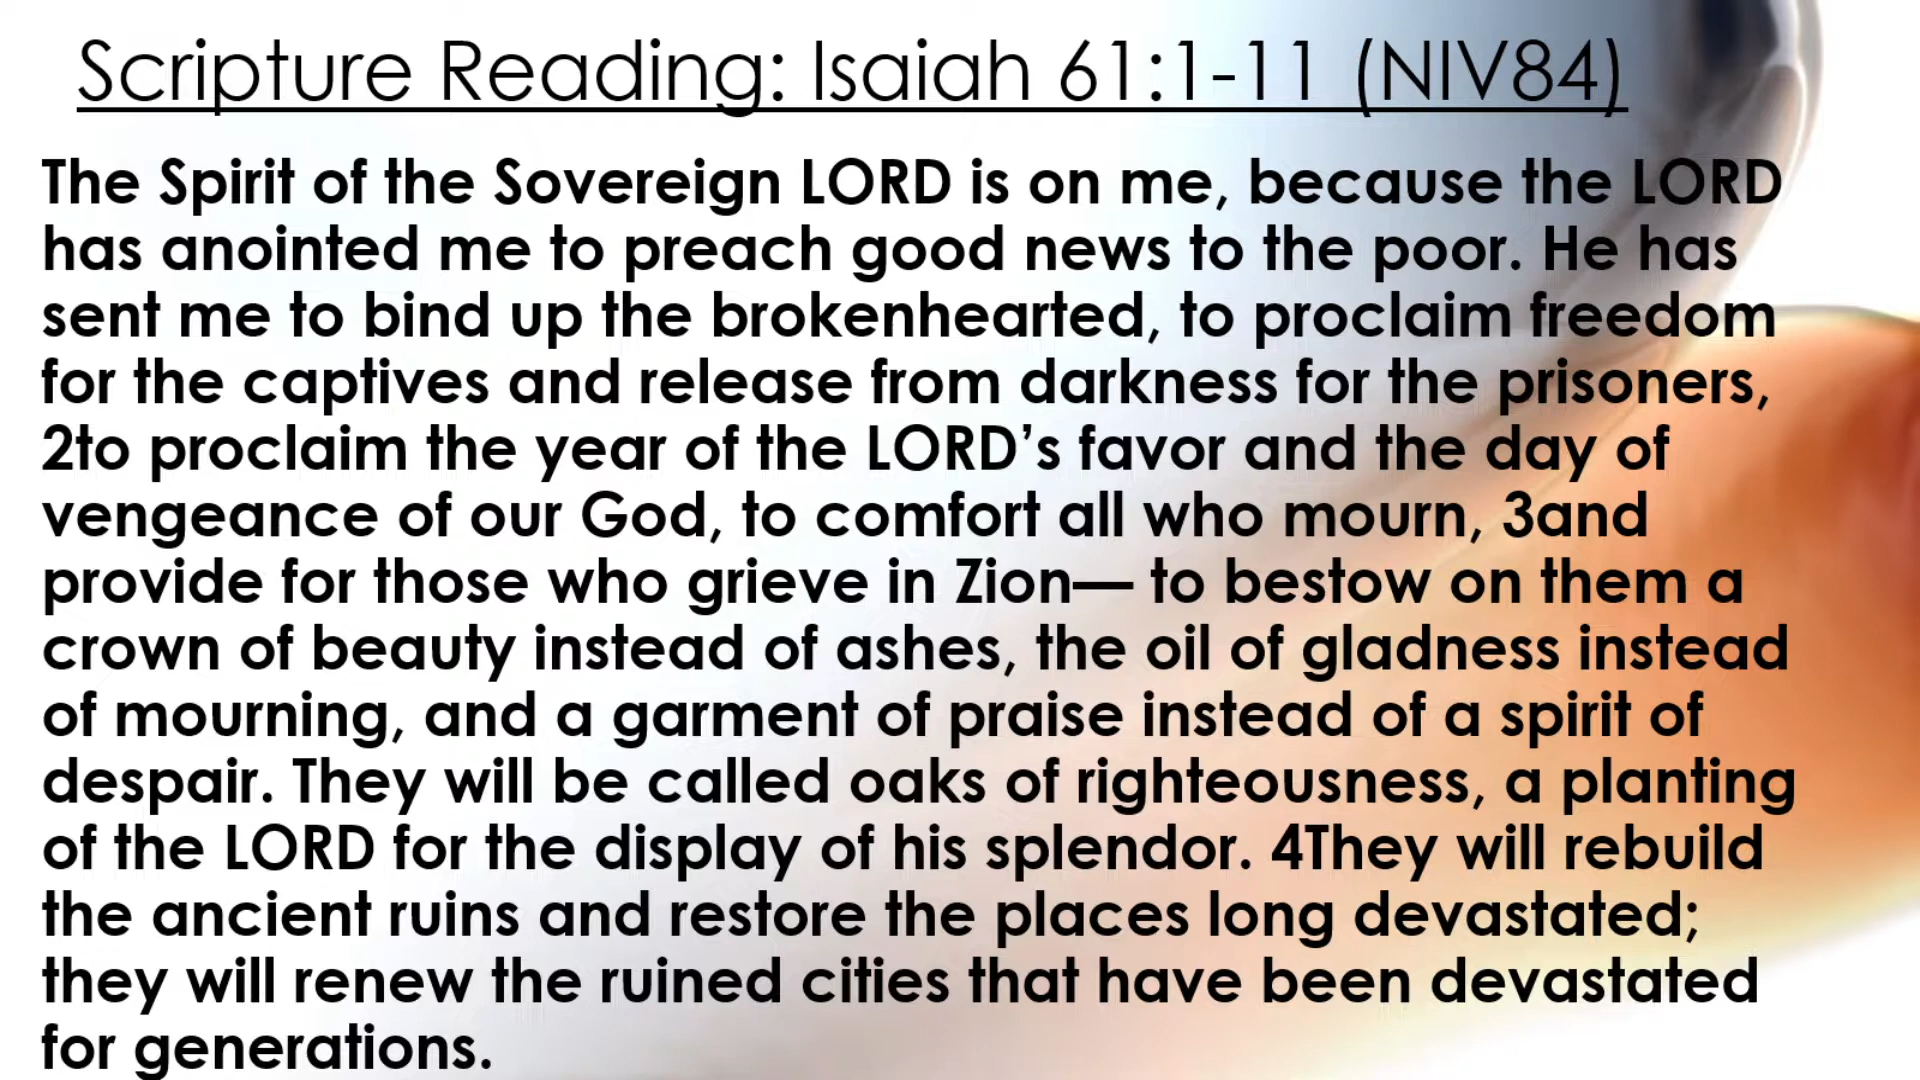 Scripture Reading: Isaiah 61:1-11 (NIV84)
The Spirit of the Sovereign LORD is on me, because the LORD
has anointed me to preach good news to the poor. He has
sent me to bind up the brokenhearted, to proclaim freedom
for the captives and release from darkness for the prisoners,
2to proclaim the year of the LORD’s favor and the day of
vengeance of our God, to comfort all who mourn, 3and
provide for those who grieve in Zion— to bestow on them a
crown of beauty instead of ashes, the oil of gladness instead
of mourning, and a garment of praise instead of a spirit of
despair. They will be called oaks of righteousness, a planting
of the LORD for the display of his splendor. 4They will rebuild
the ancient ruins and restore the places long devastated;
they will renew the ruined cities that have been devastated
for generations.